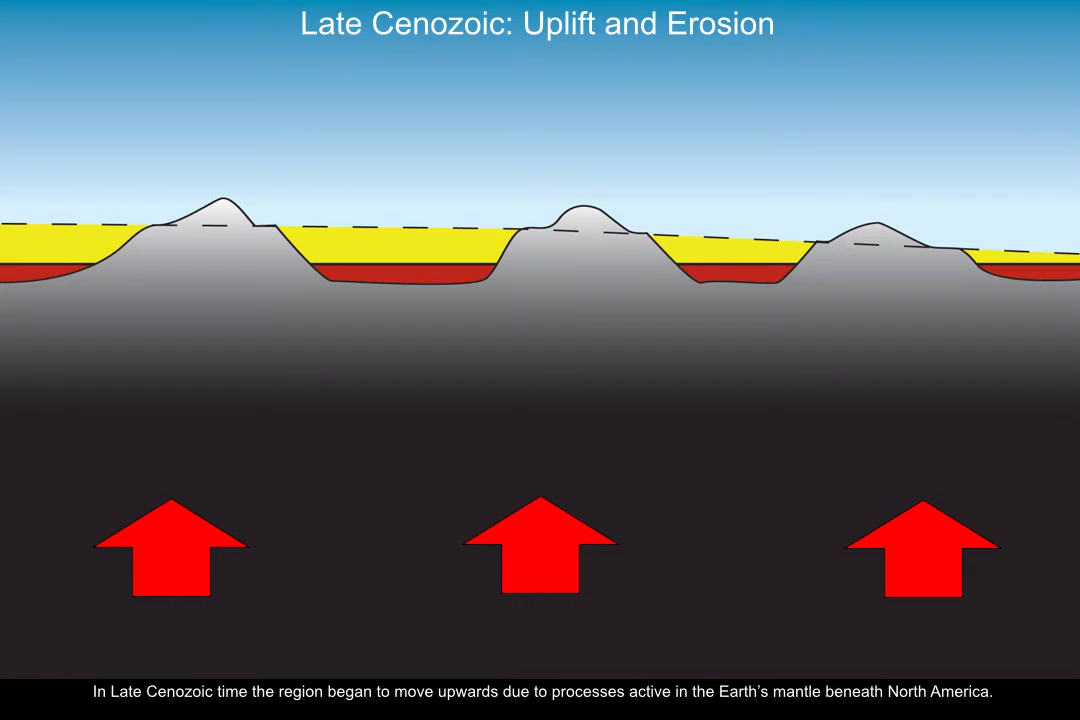 Late Cenozoic: Uplift and Erosion
In Late Cenozoic time the region began to move upwards due to processes active in the Earth’s mantle beneath North America.